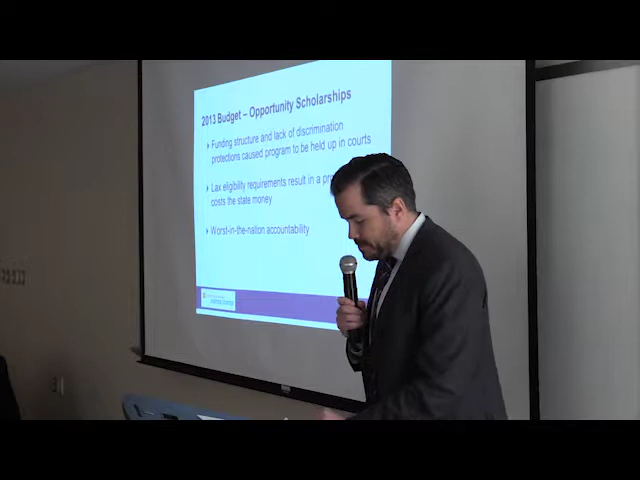 2013 Budget – Opportunity Scholarships
Funding structure and lack of discrimination
protections caused program to be held up in courts
Lax eligibility requirements result in a
costs the state money
Worst-in-the-nation accountability